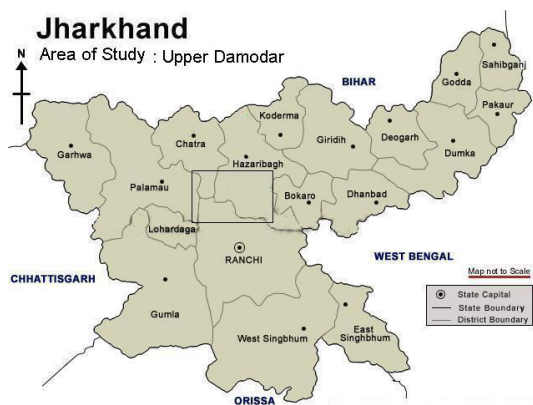 Jharkhand
Area of Study : Upper Damodar
N
BIHAR
Sahibganj
Godda
Pakaur
Koderma
Deogarh
Giridih
Chatra
Dumka
Garhwa
Hazaribagh
Palamau
Bokaro
Dhanbad
Lohardaga
WEST BENGAL
RANCHI
Map not to Scale
CHHATTISGARH
State Capital
State Boundary
District Boundary
Gumla
West Singbhum
East
Singhbhum
ORISSA